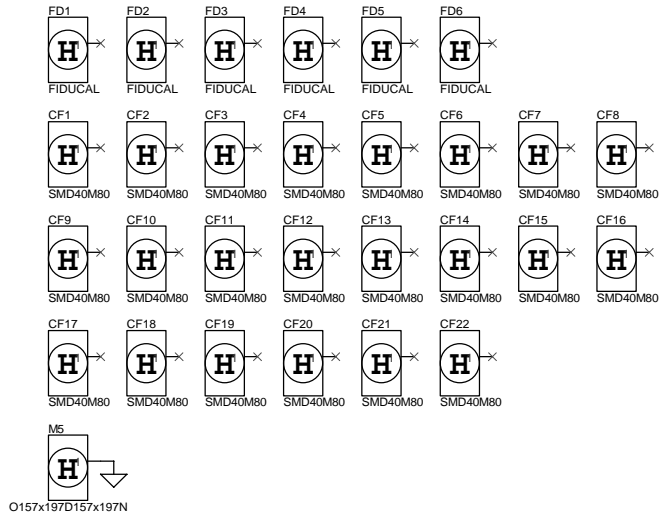 FD1 FD2 FD3 FD4 FD5 FD6
H H H H H H
FIDUCAL FIDUCAL FIDUCAL FIDUCAL FIDUCAL FIDUCAL
CF1 CF2 CF3 CF4 CF5 CF6 CF7 CF8
H H H H H H H H
SMD40M80 SMD40M80 SMD40M80 SMD40M80 SMD40M80 SMD40M80 SMD40M80 SMD40M80
CF9 CF10 CF11 CF12 CF13 CF14 CF15 CF16
H H H H H H H H
SMD40M80 SMD40M80 SMD40M80 SMD40M80 SMD40M80 SMD40M80 SMD40M80 SMD40M80
CF17 CF18 CF19 CF20 CF21 CF22
H H H H H H
SMD40M80 SMD40M80 SMD40M80 SMD40M80 SMD40M80 SMD40M80
M5
H
O157x197D157x197N